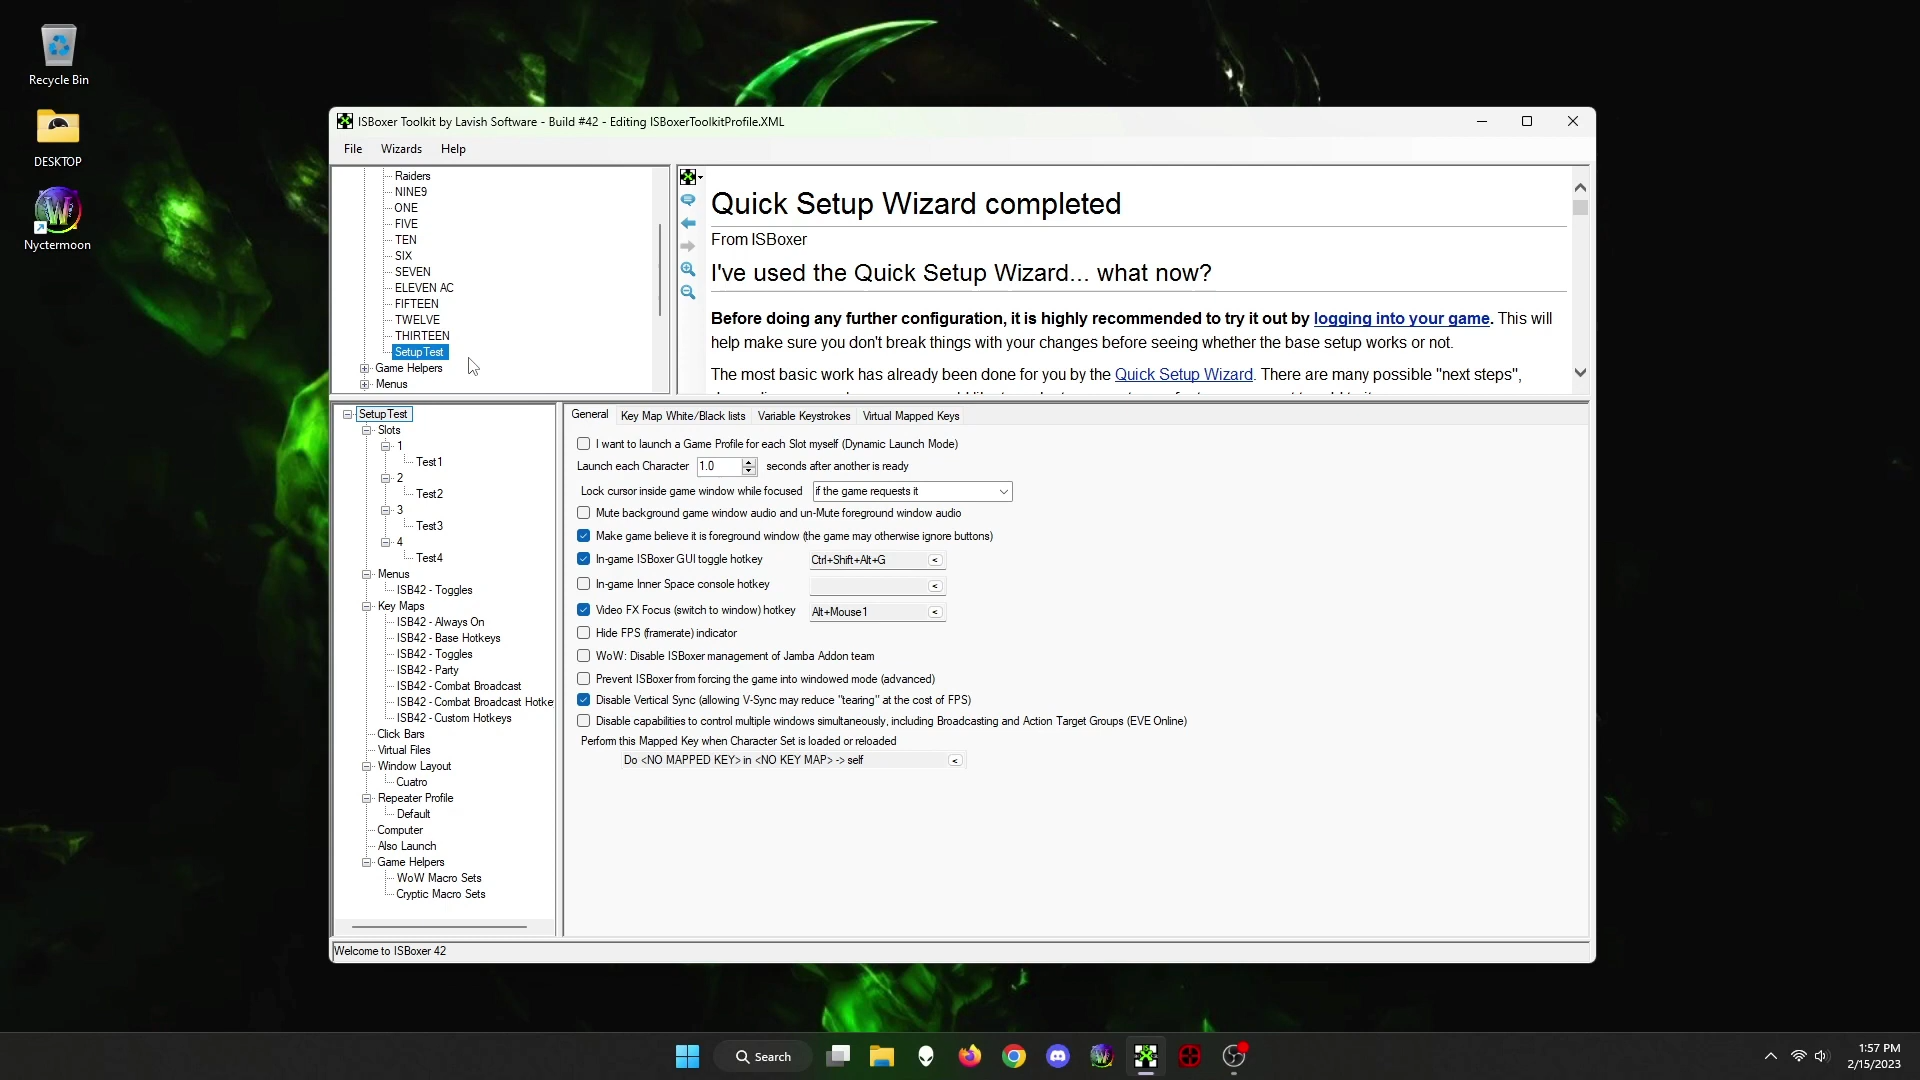 Recycle Bin
DESKTOP
Nyctermoon
ISBoxer Toolkit by Lavish Software - Build #42 - Editing ISBoxerToolkitProfile.XML
File Wizards Help
Raiders
NINE9
ONE
FIVE
TEN
SIX
SEVEN
ELEVEN AC
FIFTEEN
TWELVE
THIRTEEN
SetupTest
Game Helpers
Menus
Quick Setup Wizard completed
From ISBoxer
I've used the Quick Setup Wizard... what now?
Before doing any further configuration, it is highly recommended to try it out by logging into your game. This will
help make sure you don't break things with your changes before seeing whether the base setup works or not.
The most basic work has already been done for you by the Quick Setup Wizard. There are many possible "next steps",
SetupTest
Slots
1
Test1
2
Test2
3
Test3
4
Test4
Menus
ISB42 - Toggles
Key Maps
ISB42 - Always On
ISB42 - Base Hotkeys
ISB42 - Toggles
ISB42 - Party
ISB42 - Combat Broadcast
ISB42 - Combat Broadcast Hotke
ISB42 - Custom Hotkeys
Click Bars
Virtual Files
Window Layout
Cuatro
Repeater Profile
Default
Computer
Also Launch
Game Helpers
WoW Macro Sets
Cryptic Macro Sets
General Key Map White/Black lists Variable Keystrokes Virtual Mapped Keys
I want to launch a Game Profile for each Slot myself (Dynamic Launch Mode)
Launch each Character 1.0 seconds after another is ready
Lock cursor inside game window while focused if the game requests it
Mute background game window audio and un-Mute foreground window audio
Make game believe it is foreground window (the game may otherwise ignore buttons)
In-game ISBoxer GUI toggle hotkey Ctrl+Shift+Alt+G <
In-game Inner Space console hotkey <
Video FX Focus (switch to window) hotkey Alt+Mouse1 <
Hide FPS (framerate) indicator
WoW: Disable ISBoxer management of Jamba Addon team
Prevent ISBoxer from forcing the game into windowed mode (advanced)
Disable Vertical Sync (allowing V-Sync may reduce "tearing" at the cost of FPS)
Disable capabilities to control multiple windows simultaneously, including Broadcasting and Action Target Groups (EVE Online)
Perform this Mapped Key when Character Set is loaded or reloaded
Do <NO MAPPED KEY> in <NO KEY MAP> -> self <
Welcome to ISBoxer 42
Search
1:57 PM
2/15/2023